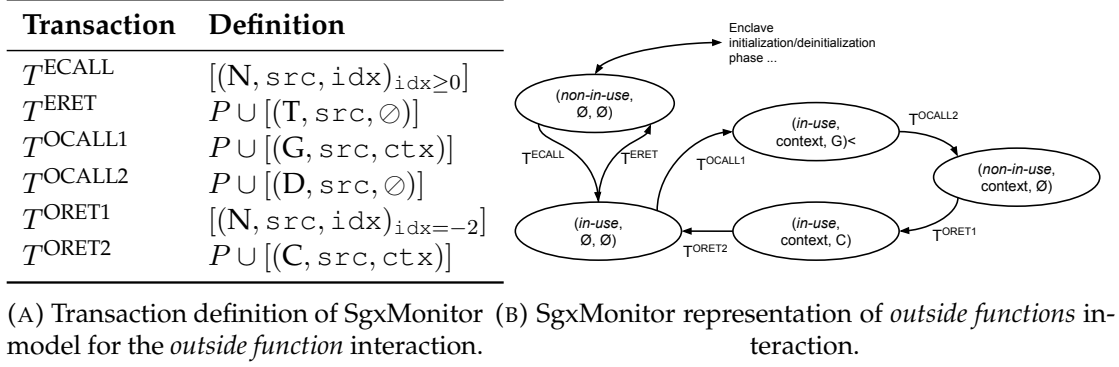 Transaction Definition
T^ECALL [(N, src, idx)_idx≥0]
T^ERET P ∪ [(T, src, ⊘)]
T^OCALL1 P ∪ [(G, src, ctx)]
T^OCALL2 P ∪ [(D, src, ⊘)]
T^ORET1 [(N, src, idx)_idx=−2]
T^ORET2 P ∪ [(C, src, ctx)]
(A) Transaction definition of SgxMonitor
model for the outside function interaction.
Enclave
initialization/deinitialization
phase ...
(non-in-use,
Ø, Ø)
T^ECALL
T^ERET
T^OCALL1
(in-use,
context, G)<
T^OCALL2
(non-in-use,
context, Ø)
T^ORET1
(in-use,
context, C)
T^ORET2
(in-use,
Ø, Ø)
(B) SgxMonitor representation of outside functions in-
teraction.